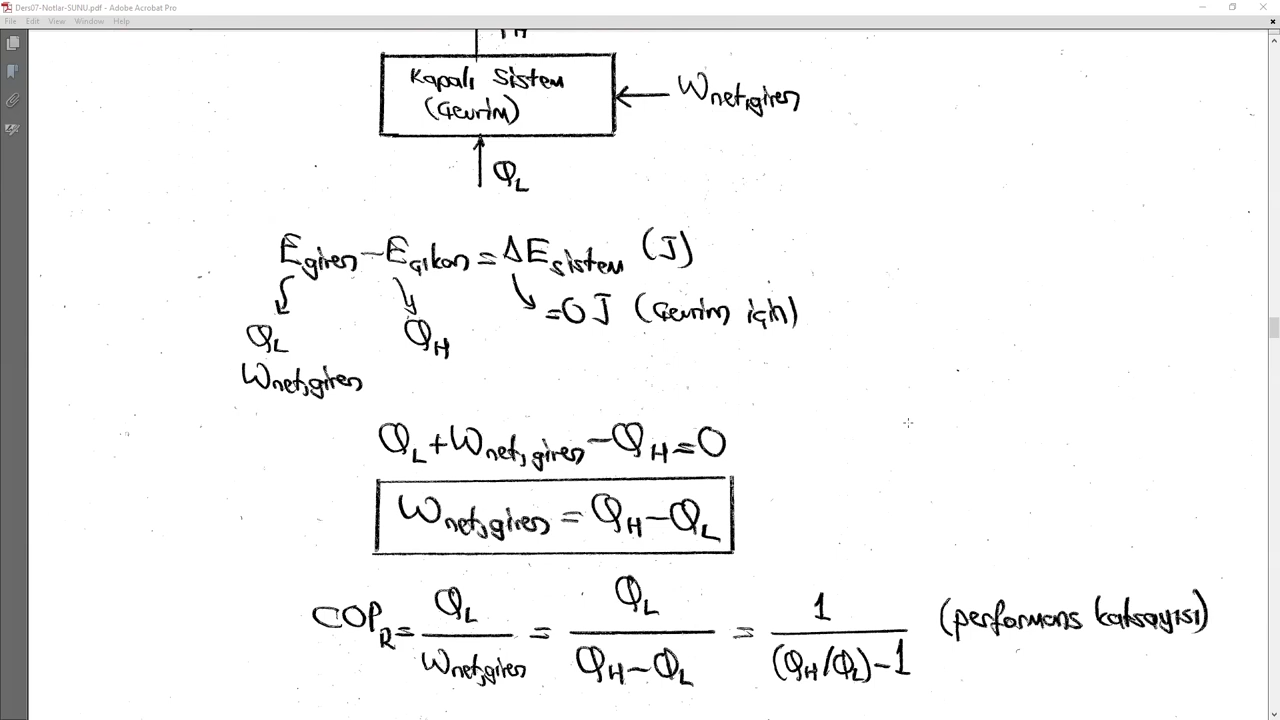 Ders07-Notlar-SUNU.pdf - Adobe Acrobat Pro
File Edit View Window Help
Kapalı Sistem
(Çevrim)
Wnet,giren
QL
Egiren - Eçıkan = ΔEsistem (J)
=0 J (Çevrim için)
QL
QH
Wnet,giren
QL + Wnet,giren - QH = 0
Wnet,giren = QH - QL
COPR = QL / Wnet,giren = QL / (QH - QL) = 1 / ((QH/QL) - 1) (performans katsayısı)